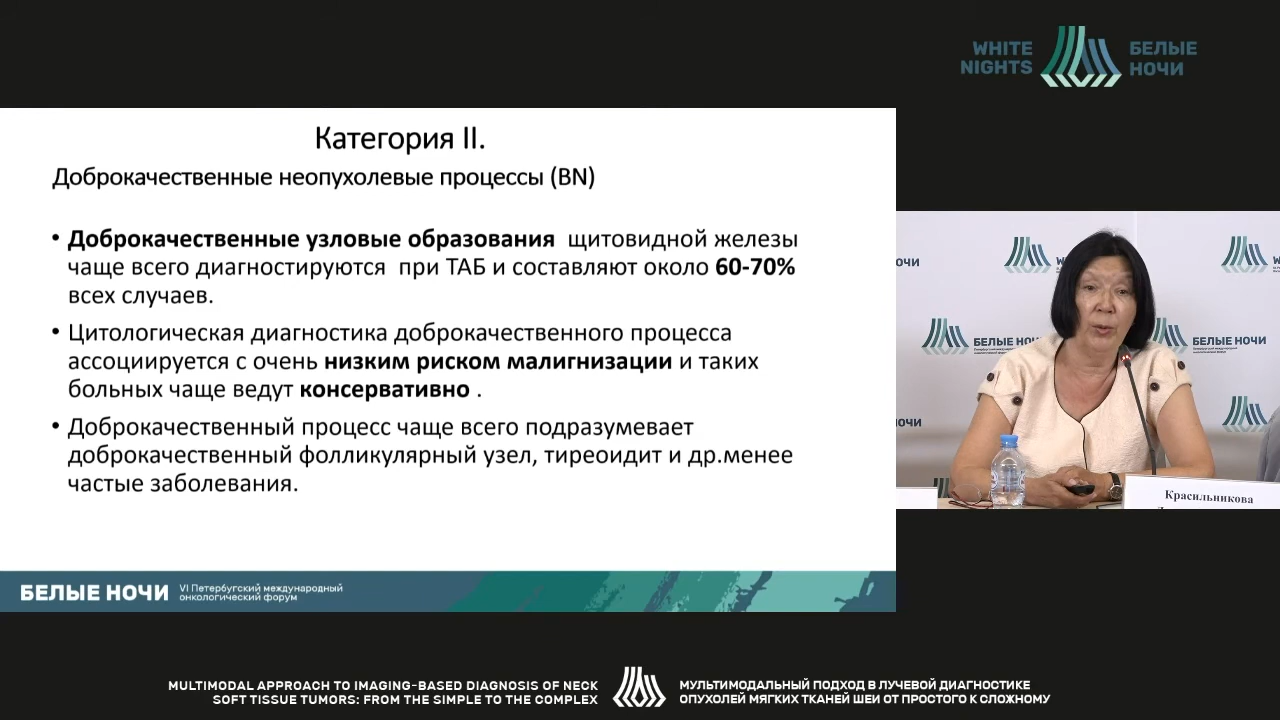 WHITE
NIGHTS
БЕЛЫЕ
НОЧИ
Категория II.
Доброкачественные неопухолевые процессы (BN)
• Доброкачественные узловые образования щитовидной железы
чаще всего диагностируются при ТАБ и составляют около 60-70%
всех случаев.
• Цитологическая диагностика доброкачественного процесса
ассоциируется с очень низким риском малигнизации и таких
больных чаще ведут консервативно .
• Доброкачественный процесс чаще всего подразумевает
доброкачественный фолликулярный узел, тиреоидит и др.менее
частые заболевания.
БЕЛЫЕ НОЧИ
VI Петербургский международный
онкологический форум
НОЧИ
БЕЛЫЕ НОЧИ
БЕЛЫЕ НОЧИ
НОЧИ
Красильникова
MULTIMODAL APPROACH TO IMAGING-BASED DIAGNOSIS OF NECK
SOFT TISSUE TUMORS: FROM THE SIMPLE TO THE COMPLEX
МУЛЬТИМОДАЛЬНЫЙ ПОДХОД В ЛУЧЕВОЙ ДИАГНОСТИКЕ
ОПУХОЛЕЙ МЯГКИХ ТКАНЕЙ ШЕИ ОТ ПРОСТОГО К СЛОЖНОМУ